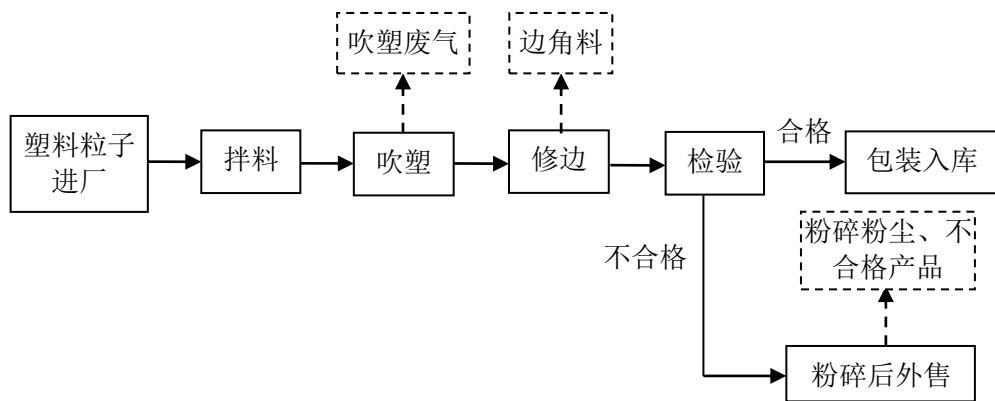 吹塑废气
边角料
塑料粒子
进厂
拌料
吹塑
修边
检验
合格
包装入库
不合格
粉碎粉尘、不
合格产品
粉碎后外售